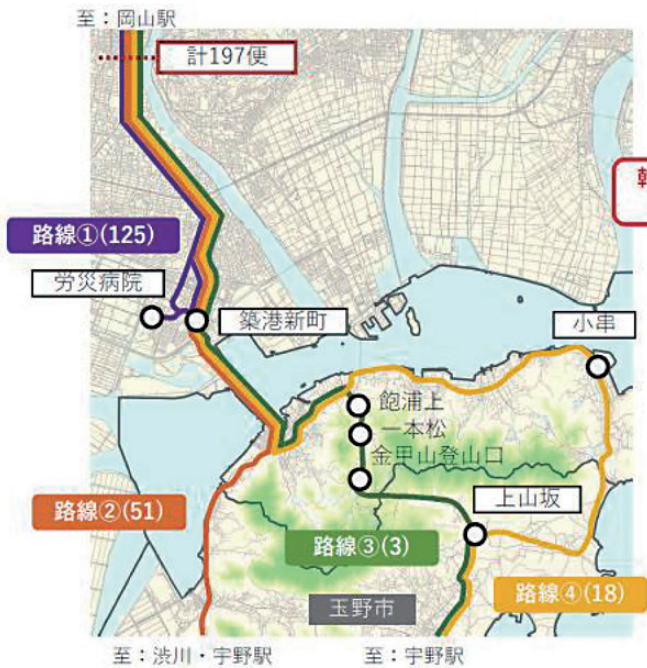 至：岡山駅
計197便
幹
路線①(125)
労災病院
築港新町
小串
飽浦上
一本松
金甲山登山口
上山坂
路線②(51)
路線③(3)
路線④(18)
玉野市
至：渋川・宇野駅
至：宇野駅